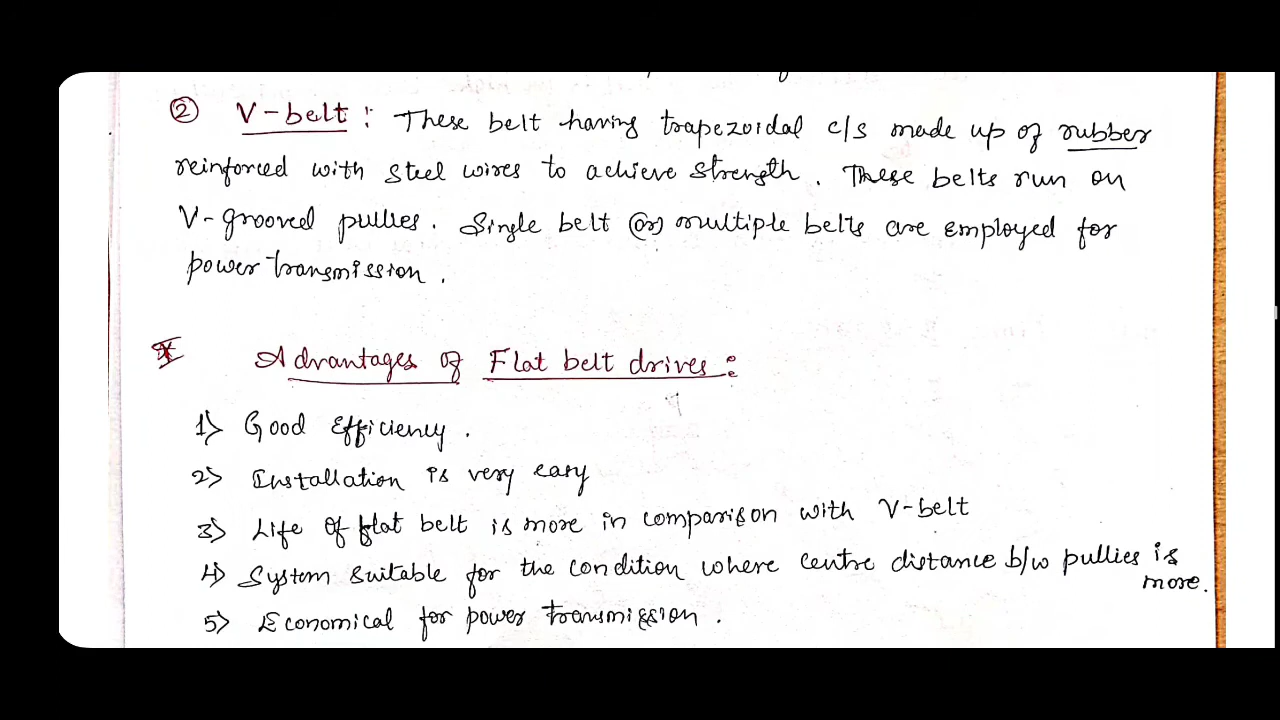 ② V-belt : These belt having trapezoidal c/s made up of rubber
reinforced with steel wires to achieve strength. These belts run on
V-grooved pullies. Single belt (or) multiple belts are employed for
power transmission.
Advantages of Flat belt drives :
1) Good Efficiency.
2) Installation is very easy
3) Life of flat belt is more in comparison with V-belt
4) System suitable for the condition where centre distance b/w pullies is
more.
5) Economical for power transmission.